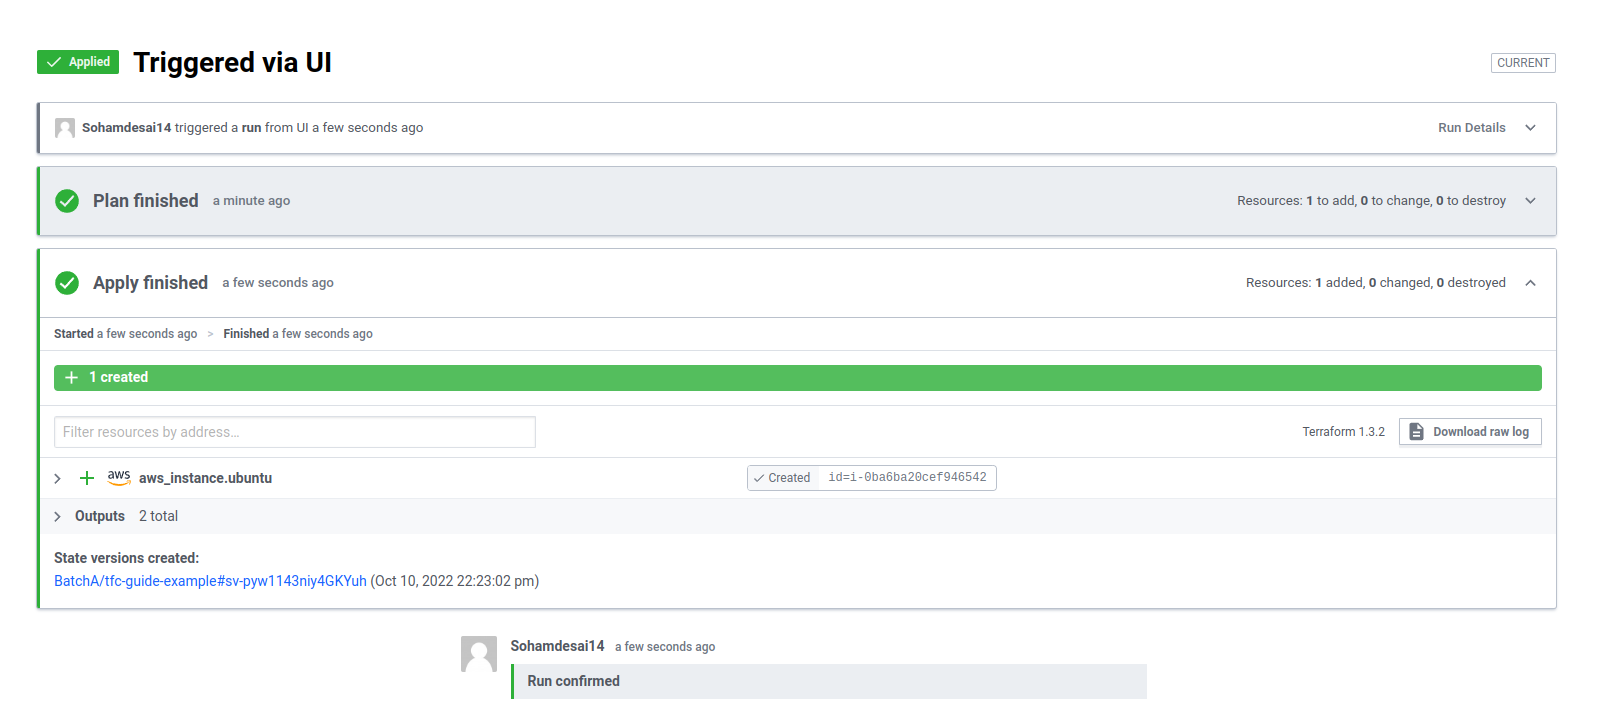 Applied Triggered via UI CURRENT
Sohamdesai14 triggered a run from UI a few seconds ago Run Details
Plan finished a minute ago Resources: 1 to add, 0 to change, 0 to destroy
Apply finished a few seconds ago Resources: 1 added, 0 changed, 0 destroyed
Started a few seconds ago > Finished a few seconds ago
+ 1 created
Filter resources by address... Terraform 1.3.2 Download raw log
+ aws aws_instance.ubuntu Created id=i-0ba6ba20cef946542
Outputs 2 total
State versions created:
BatchA/tfc-guide-example#sv-pyw1143niy4GKYuh (Oct 10, 2022 22:23:02 pm)
Sohamdesai14 a few seconds ago
Run confirmed